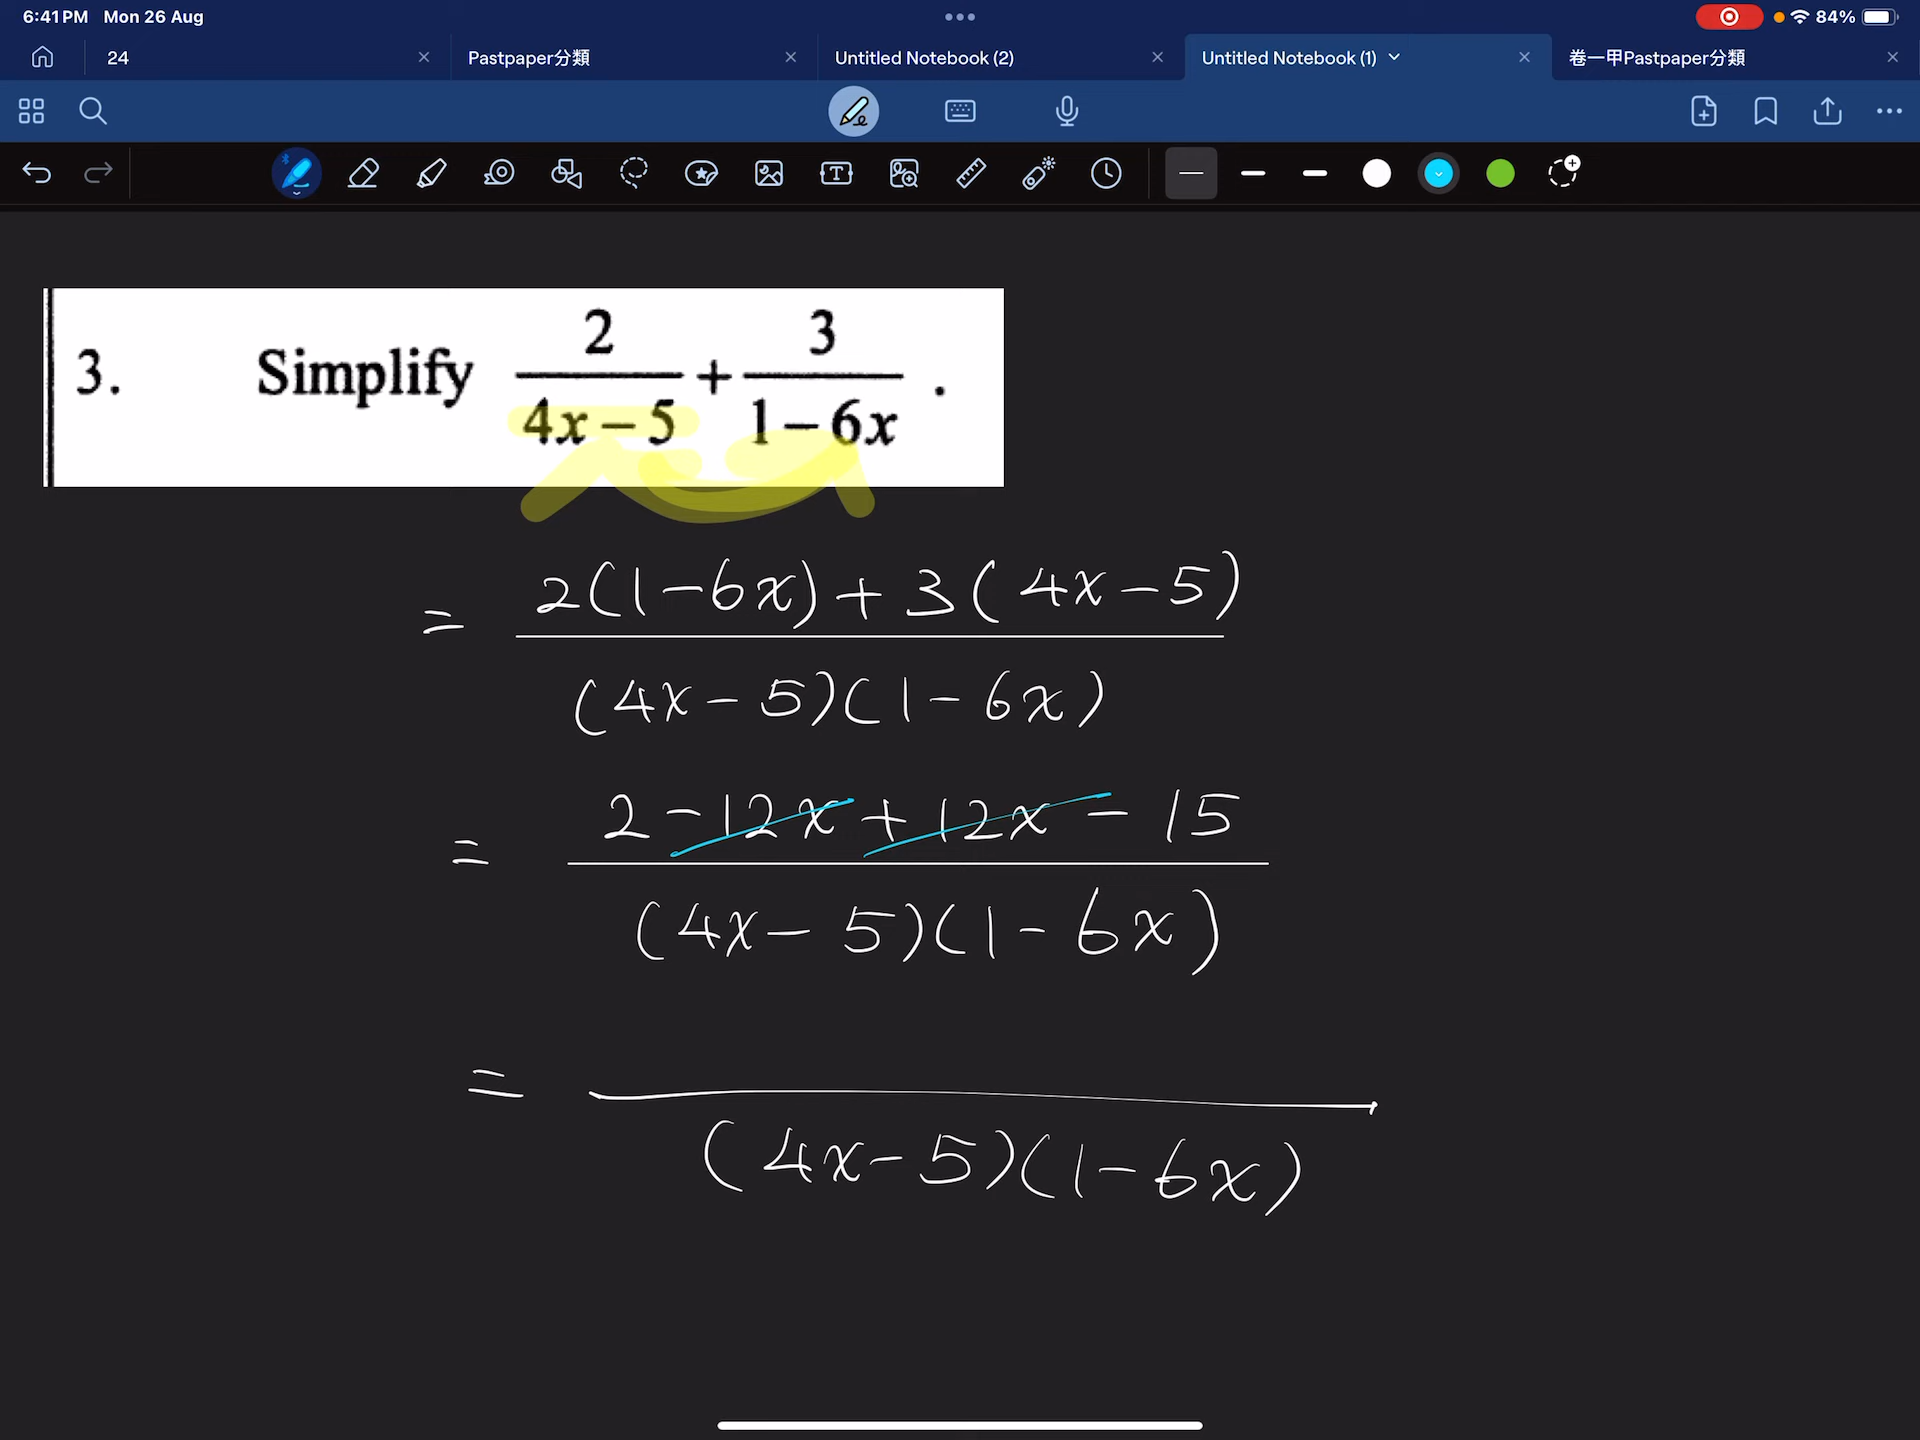 6:41PM Mon 26 Aug 84%
24 Pastpaper分類 Untitled Notebook (2) Untitled Notebook (1) 卷一甲Pastpaper分類
3. Simplify 2/(4x−5) + 3/(1−6x) .
= (2(1−6x)+3(4x−5))/((4x−5)(1−6x))
= (2−12x+12x−15)/((4x−5)(1−6x))
= /((4x−5)(1−6x))